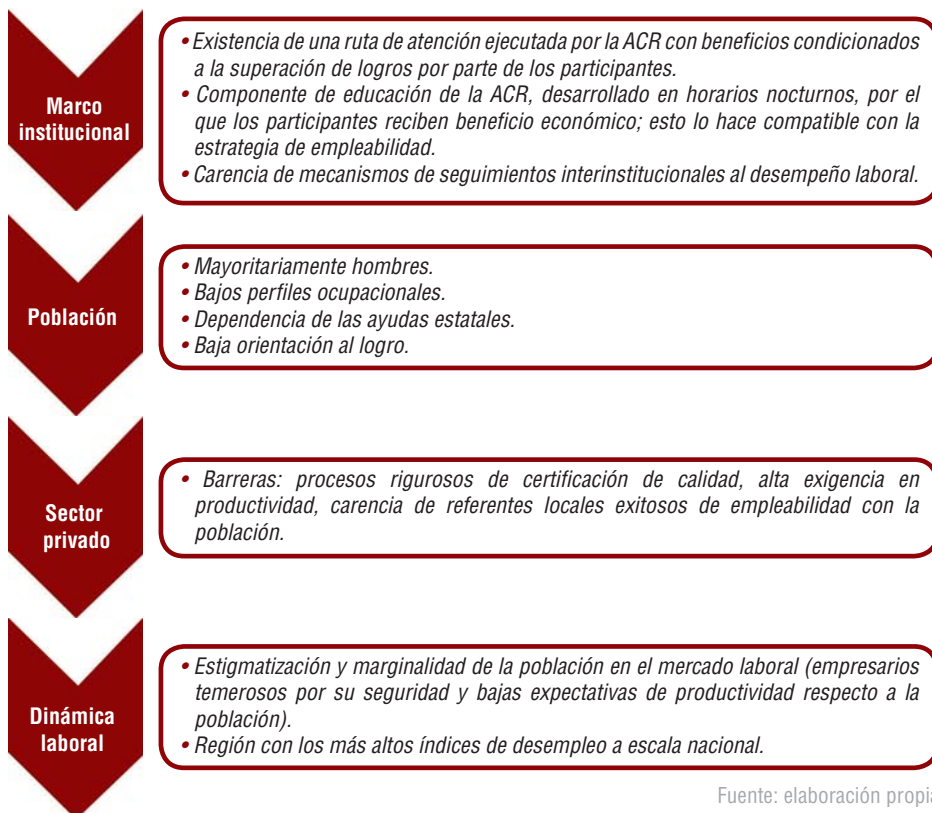 Marco
institucional
• Existencia de una ruta de atención ejecutada por la ACR con beneficios condicionados
a la superación de logros por parte de los participantes.
• Componente de educación de la ACR, desarrollado en horarios nocturnos, por el
que los participantes reciben beneficio económico; esto lo hace compatible con la
estrategia de empleabilidad.
• Carencia de mecanismos de seguimientos interinstitucionales al desempeño laboral.
Población
• Mayoritariamente hombres.
• Bajos perfiles ocupacionales.
• Dependencia de las ayudas estatales.
• Baja orientación al logro.
Sector
privado
• Barreras: procesos rigurosos de certificación de calidad, alta exigencia en
productividad, carencia de referentes locales exitosos de empleabilidad con la
población.
Dinámica
laboral
• Estigmatización y marginalidad de la población en el mercado laboral (empresarios
temerosos por su seguridad y bajas expectativas de productividad respecto a la
población).
• Región con los más altos índices de desempleo a escala nacional.
Fuente: elaboración propia